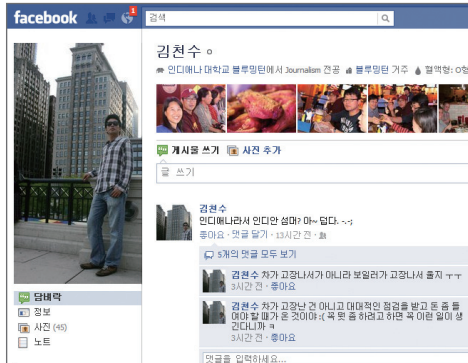 facebook
1
검색
김천수
인디애나 대학교 블루밍턴에서 Journalism 전공 블루밍턴 거주 혈액형: O형
게시물 쓰기 사진 추가
글 쓰기
김천수
인디애나라서 인디안 섬머? 아~ 덥다. -.-;
좋아요 · 댓글 달기 · 13시간 전 ·
5개의 댓글 모두 보기
김천수 차가 고장나서가 아니라 보일러가 고장나서 울지 ㅜㅜ
3시간 전 · 좋아요
김천수 차가 고장난 건 아니고 대대적인 점검을 받고 돈 좀 들
여야 할 때가 온 것이야 :( 꼭 뭣 좀 하려고 하면 꼭 이런 일이 생
긴다니까 ㅋ
3시간 전 · 좋아요
댓글을 입력하세요...
담벼락
정보
사진 (45)
노트